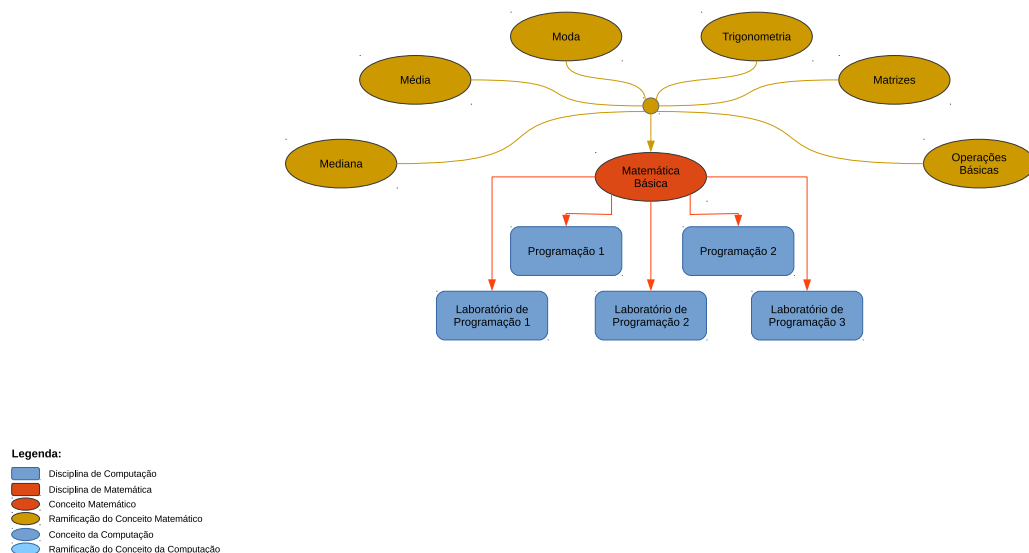 Moda
Trigonometria
Média
Matrizes
Mediana
Operações
Básicas
Matemática
Básica
Programação 1
Programação 2
Laboratório de
Programação 1
Laboratório de
Programação 2
Laboratório de
Programação 3
Legenda:
Disciplina de Computação
Disciplina de Matemática
Conceito Matemático
Ramificação do Conceito Matemático
Conceito da Computação
Ramificação do Conceito da Computação